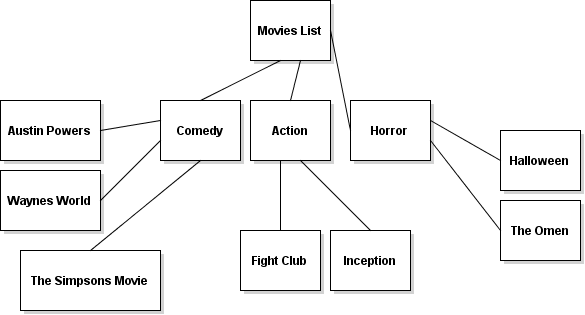 Movies List
Austin Powers
Comedy
Action
Horror
Halloween
Waynes World
The Omen
The Simpsons Movie
Fight Club
Inception